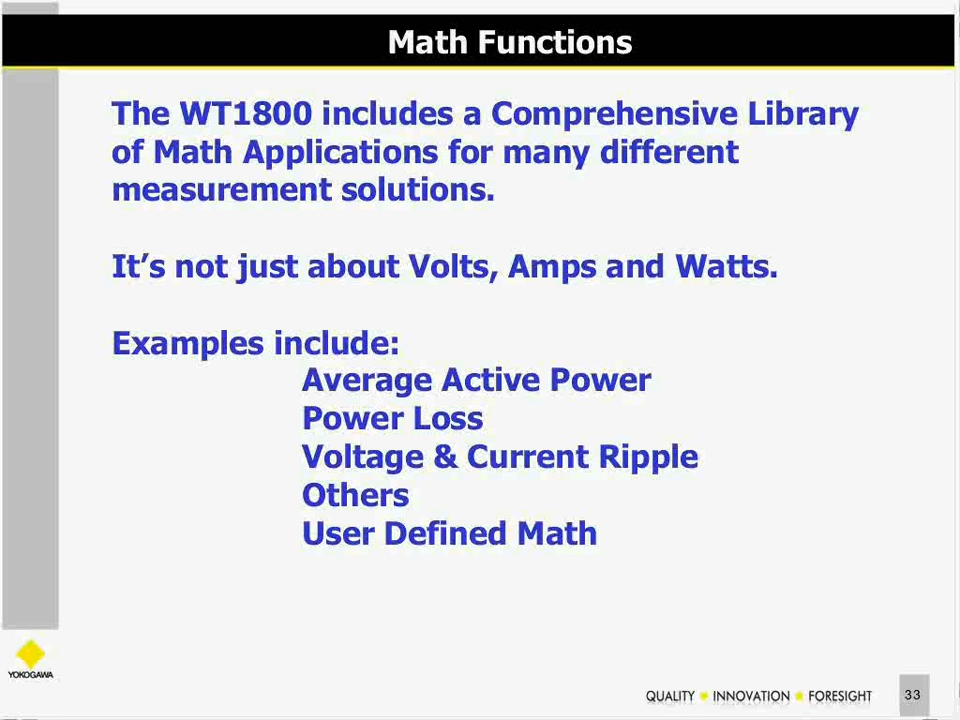 Math Functions
The WT1800 includes a Comprehensive Library
of Math Applications for many different
measurement solutions.
It’s not just about Volts, Amps and Watts.
Examples include:
Average Active Power
Power Loss
Voltage & Current Ripple
Others
User Defined Math
YOKOGAWA
QUALITY INNOVATION FORESIGHT
33